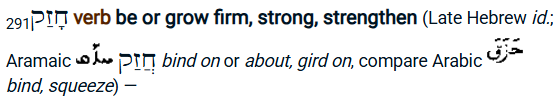 291חָזַק verb be or grow firm, strong, strengthen (Late Hebrew id.;
Aramaic חֲזַק bind on or about, gird on, compare Arabic حَزَقَ
bind, squeeze) —